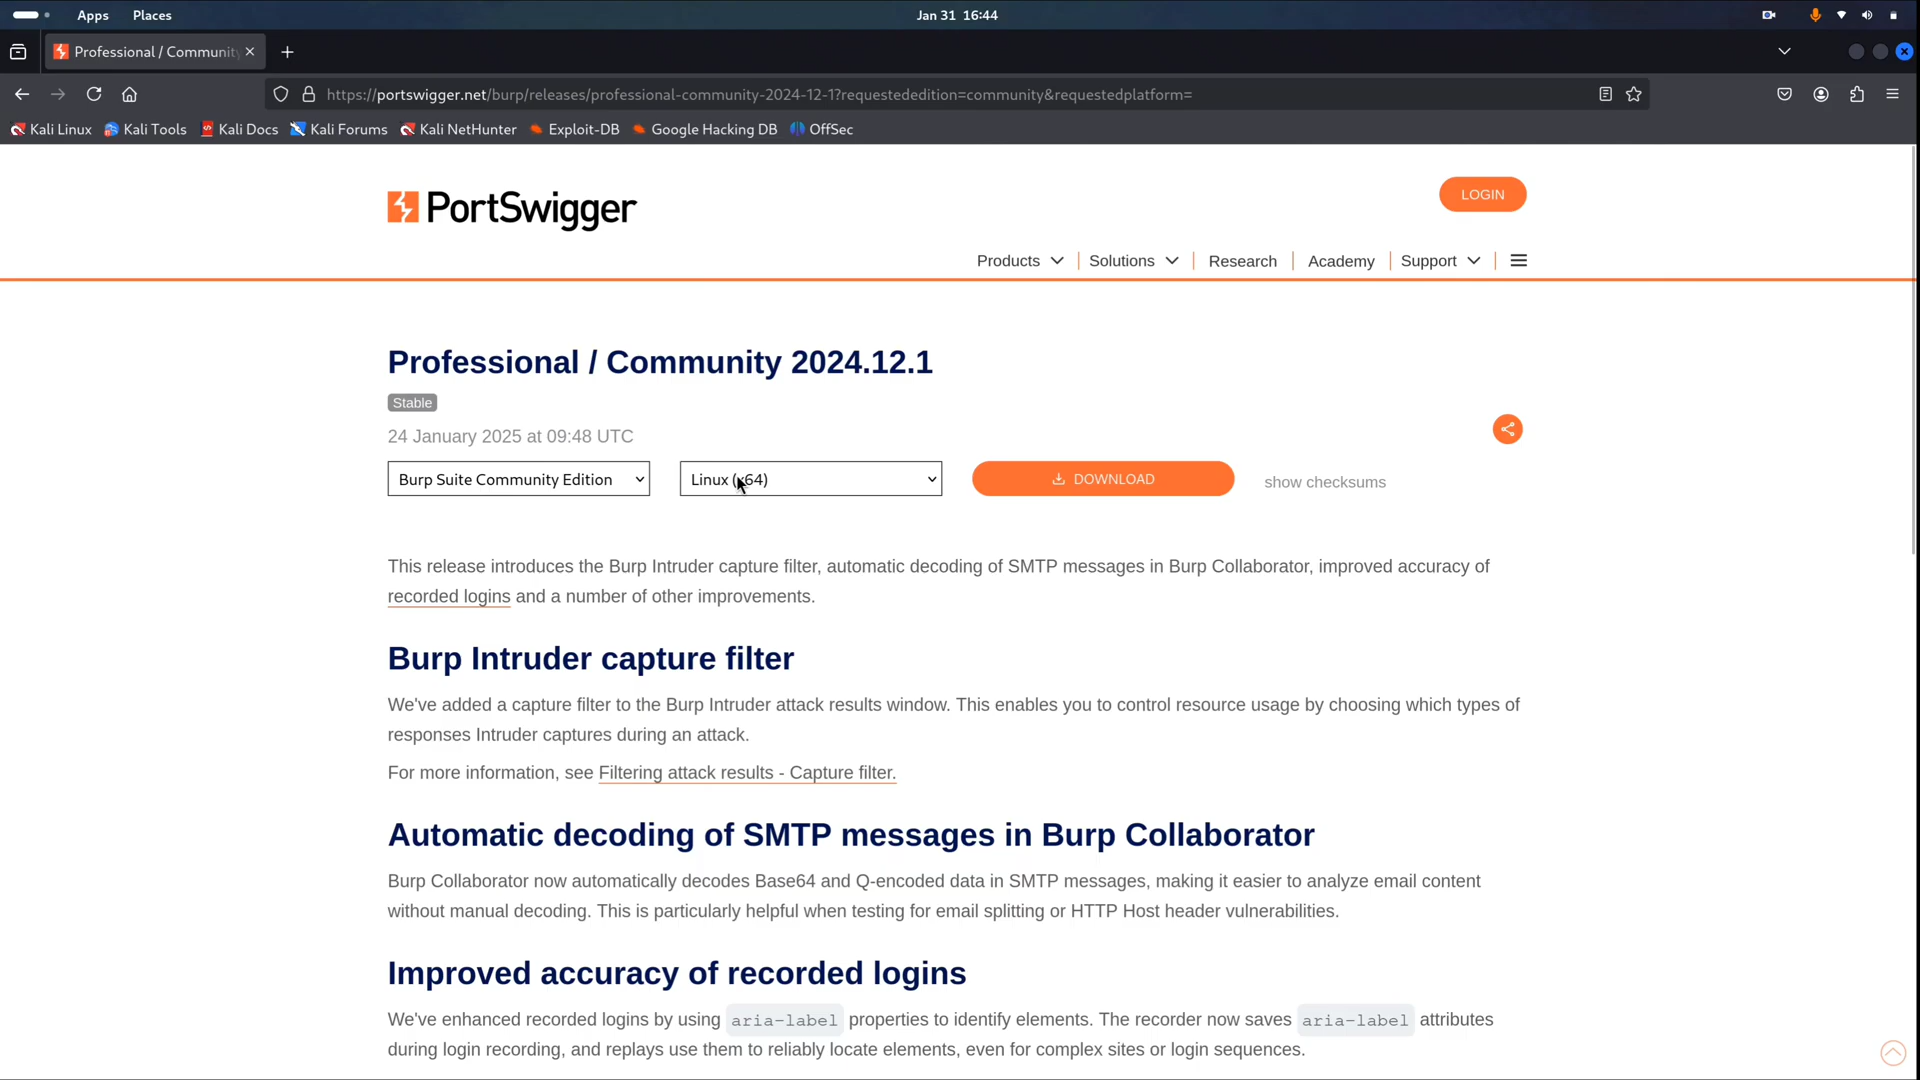 Apps Places Jan 31 16:44
Professional / Communit
https://portswigger.net/burp/releases/professional-community-2024-12-1?requestededition=community&requestedplatform=
Kali Linux Kali Tools Kali Docs Kali Forums Kali NetHunter Exploit-DB Google Hacking DB OffSec
PortSwigger
LOGIN
Products Solutions Research Academy Support
Professional / Community 2024.12.1
Stable
24 January 2025 at 09:48 UTC
Burp Suite Community Edition Linux (x64) DOWNLOAD show checksums
This release introduces the Burp Intruder capture filter, automatic decoding of SMTP messages in Burp Collaborator, improved accuracy of
recorded logins and a number of other improvements.
Burp Intruder capture filter
We've added a capture filter to the Burp Intruder attack results window. This enables you to control resource usage by choosing which types of
responses Intruder captures during an attack.
For more information, see Filtering attack results - Capture filter.
Automatic decoding of SMTP messages in Burp Collaborator
Burp Collaborator now automatically decodes Base64 and Q-encoded data in SMTP messages, making it easier to analyze email content
without manual decoding. This is particularly helpful when testing for email splitting or HTTP Host header vulnerabilities.
Improved accuracy of recorded logins
We've enhanced recorded logins by using aria-label properties to identify elements. The recorder now saves aria-label attributes
during login recording, and replays use them to reliably locate elements, even for complex sites or login sequences.